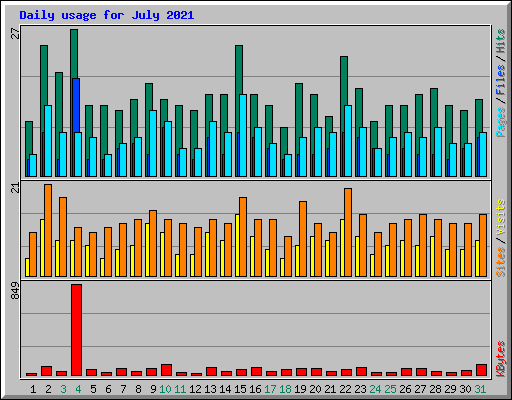 Daily usage for July 2021
27
Pages / Files / Hits
21
Sites / Visits
849
KBytes
1 2 3 4 5 6 7 8 9 10 11 12 13 14 15 16 17 18 19 20 21 22 23 24 25 26 27 28 29 30 31